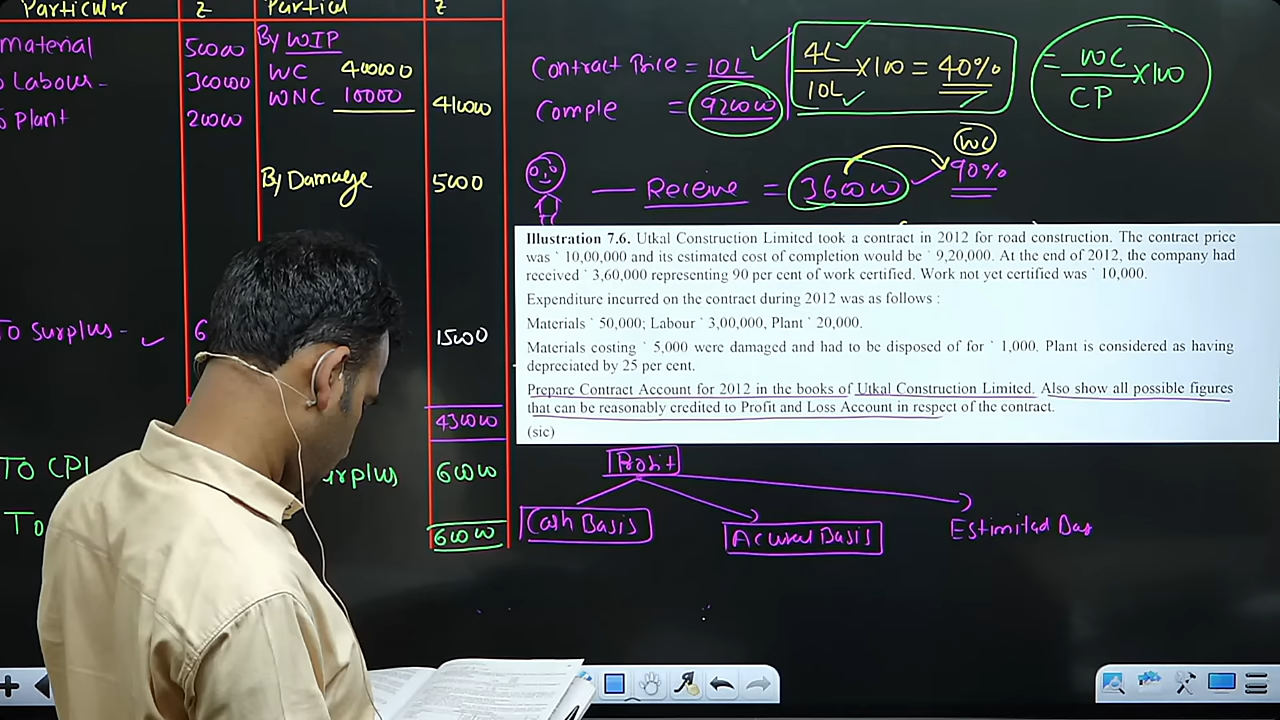 Particular ₹ Particul ₹
material 50000 By WIP
WC 400000
o Labour - 300000
WNC 10000 410000
o Plant 20000
By Damage 5000
To Surplus - 6 15000
430000
TO CPL urplus 60000
TO 60000
Contract Price = 10L
4L/10L × 100 = 40%
= WC/CP × 100
Comple = 920000
WC
Receive = 360000 90%
Illustration 7.6. Utkal Construction Limited took a contract in 2012 for road construction. The contract price
was ` 10,00,000 and its estimated cost of completion would be ` 9,20,000. At the end of 2012, the company had
received ` 3,60,000 representing 90 per cent of work certified. Work not yet certified was ` 10,000.
Expenditure incurred on the contract during 2012 was as follows :
Materials ` 50,000; Labour ` 3,00,000, Plant ` 20,000.
Materials costing ` 5,000 were damaged and had to be disposed of for ` 1,000. Plant is considered as having
depreciated by 25 per cent.
Prepare Contract Account for 2012 in the books of Utkal Construction Limited. Also show all possible figures
that can be reasonably credited to Profit and Loss Account in respect of the contract.
(sic)
Profit
Cash Basis
Acural Basis
Estimited Bas